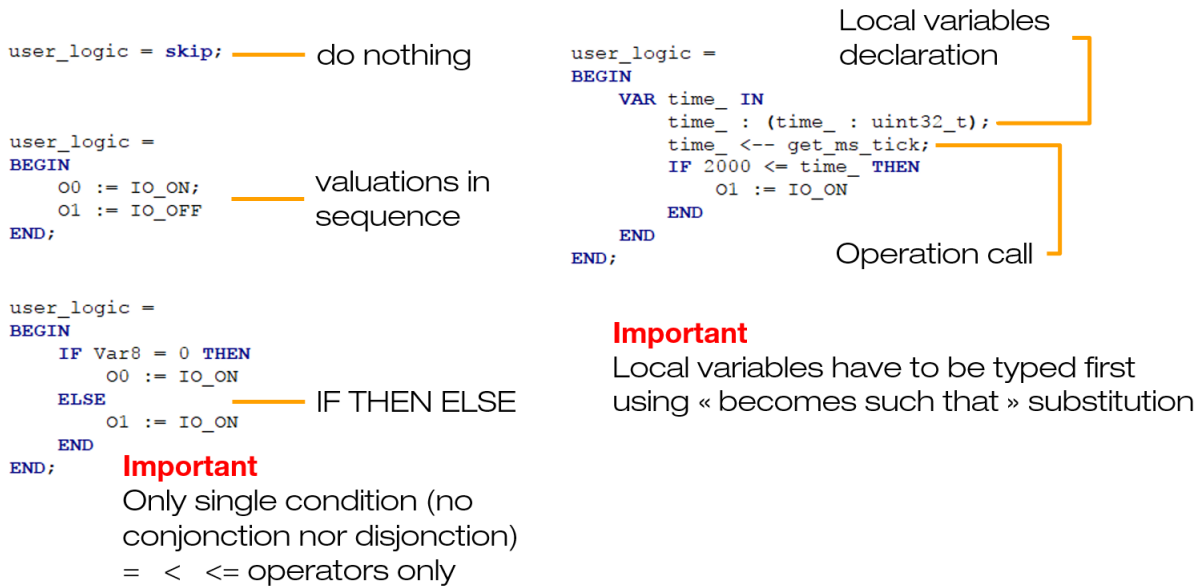 user_logic = skip;
do nothing
user_logic =
BEGIN
O0 := IO_ON;
O1 := IO_OFF
END;
valuations in
sequence
user_logic =
BEGIN
IF Var8 = 0 THEN
O0 := IO_ON
ELSE
O1 := IO_ON
END
END;
IF THEN ELSE
Important
Only single condition (no
conjonction nor disjonction)
= < <= operators only
user_logic =
BEGIN
VAR time_ IN
time_ : (time_ : uint32_t);
time_ <-- get_ms_tick;
IF 2000 <= time_ THEN
O1 := IO_ON
END
END
END;
Local variables
declaration
Operation call
Important
Local variables have to be typed first
using « becomes such that » substitution